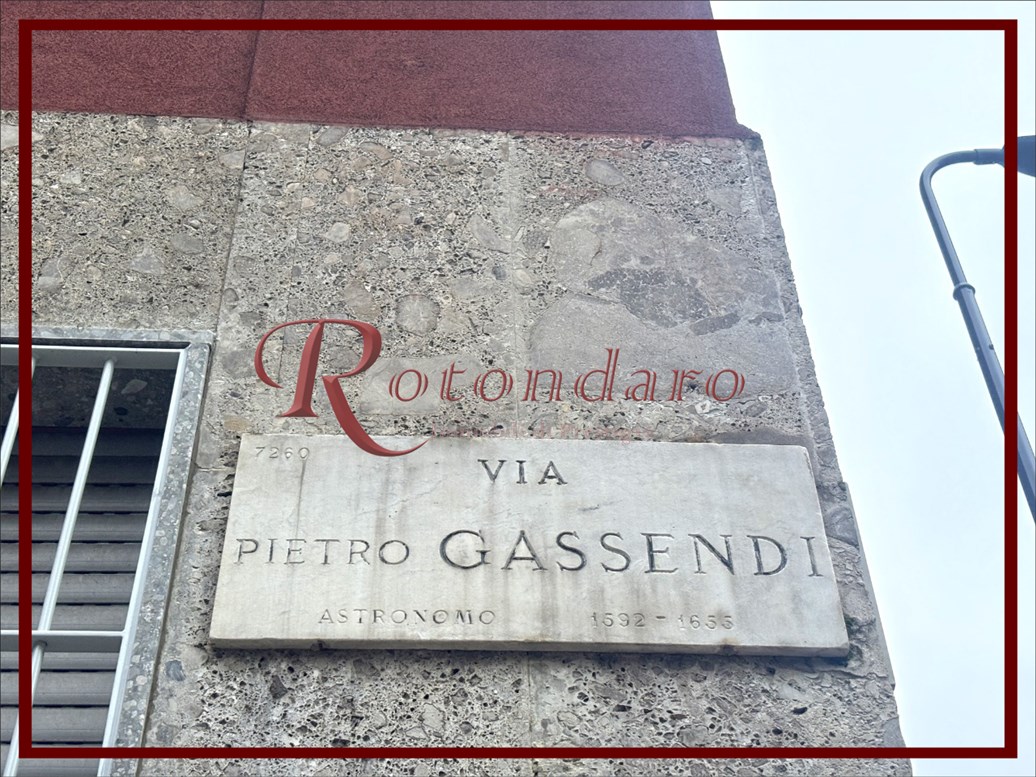 Rotondaro
7260
VIA
PIETRO GASSENDI
ASTRONOMO 1592 - 1655